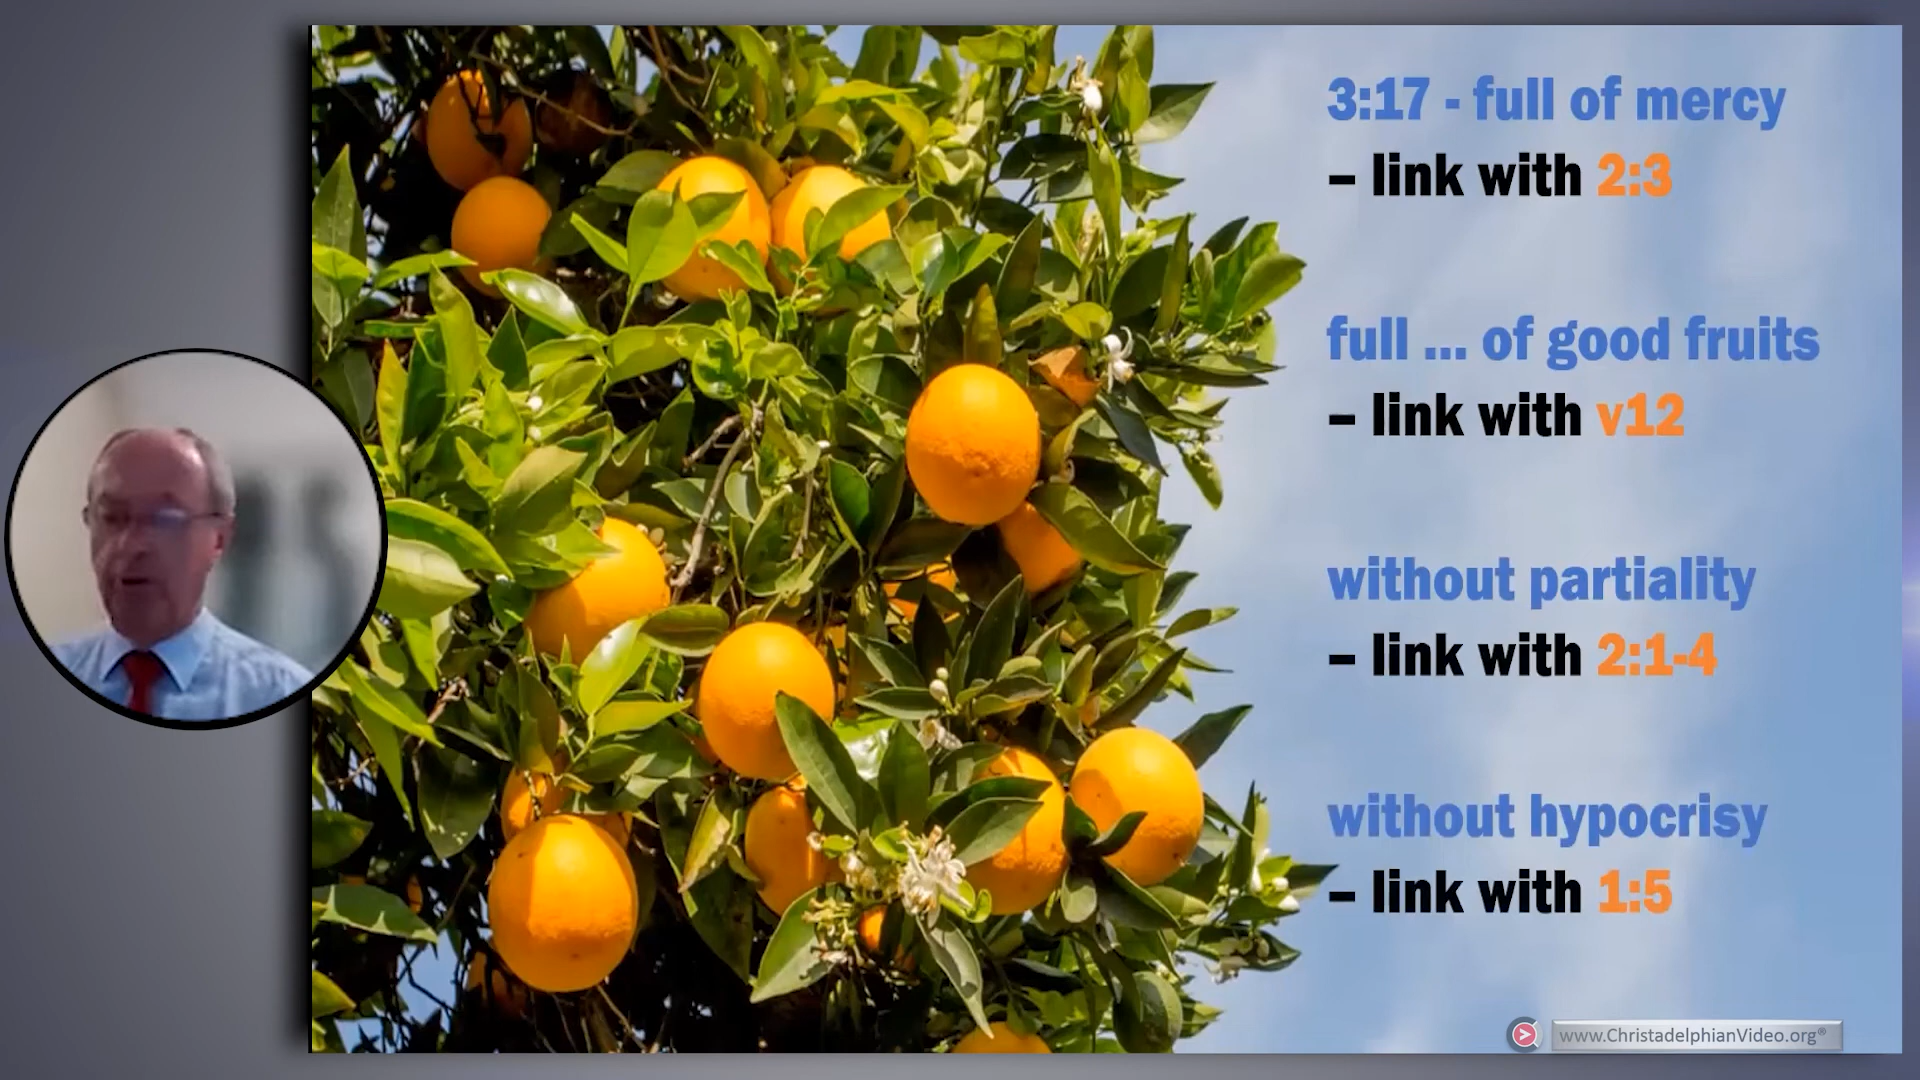 3:17 - full of mercy
– link with 2:3
full ... of good fruits
– link with v12
without partiality
– link with 2:1-4
without hypocrisy
– link with 1:5
www.ChristadelphianVideo.org®